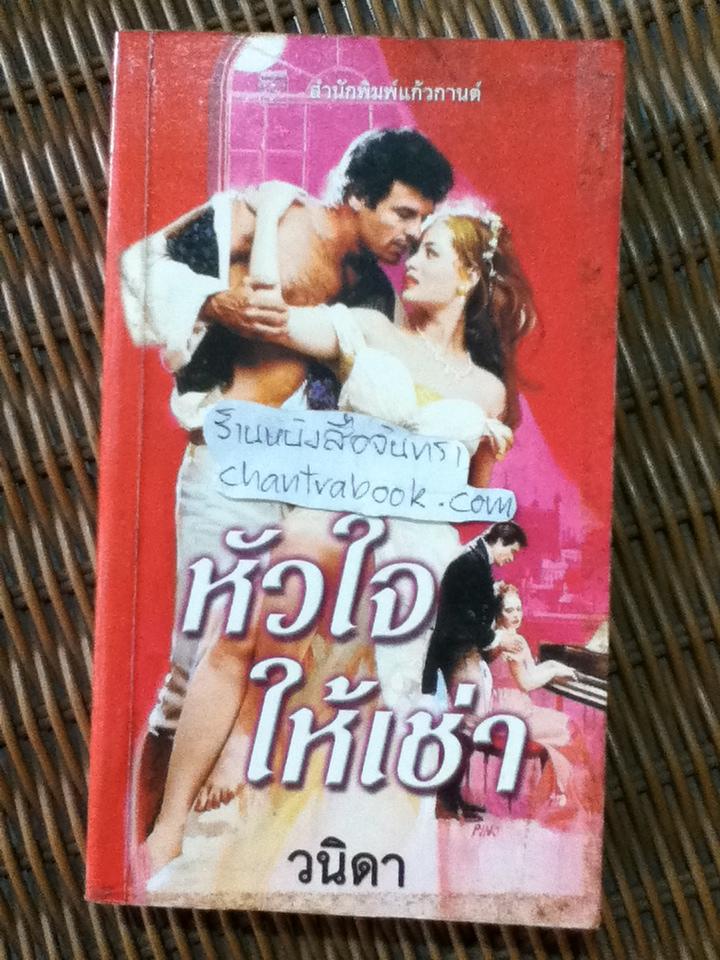 สำนักพิมพ์แก้วกานต์
ร้านหนังสือจันทรา
chantrabook.com
หัวใจ
ให้เช่า
PINO
วนิดา